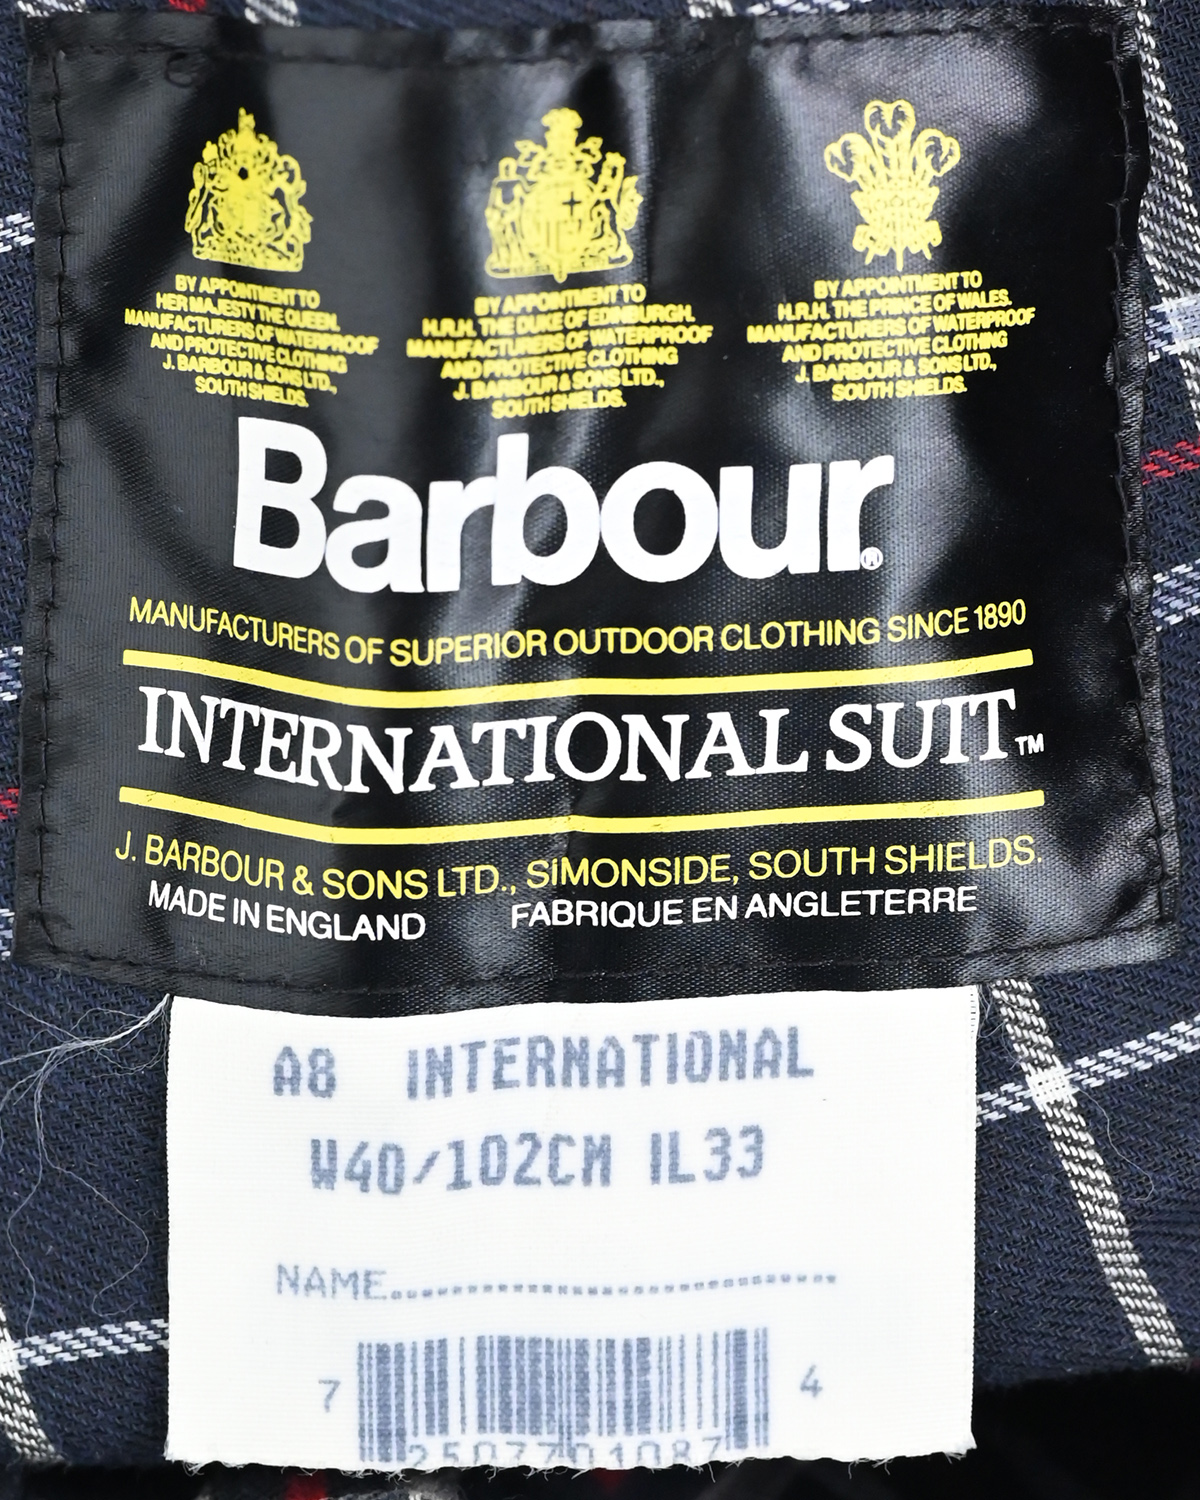 BY APPOINTMENT TO
HER MAJESTY THE QUEEN.
MANUFACTURERS OF WATERPROOF
AND PROTECTIVE CLOTHING
J. BARBOUR & SONS LTD.,
SOUTH SHIELDS.
BY APPOINTMENT TO
H.R.H. THE DUKE OF EDINBURGH.
MANUFACTURERS OF WATERPROOF
AND PROTECTIVE CLOTHING
J. BARBOUR & SONS LTD.,
SOUTH SHIELDS.
BY APPOINTMENT TO
H.R.H. THE PRINCE OF WALES.
MANUFACTURERS OF WATERPROOF
AND PROTECTIVE CLOTHING
J. BARBOUR & SONS LTD.,
SOUTH SHIELDS.
Barbour®
MANUFACTURERS OF SUPERIOR OUTDOOR CLOTHING SINCE 1890
INTERNATIONAL SUIT™
J. BARBOUR & SONS LTD., SIMONSIDE, SOUTH SHIELDS.
MADE IN ENGLAND FABRIQUE EN ANGLETERRE
A8 INTERNATIONAL
W40/102CM IL33
NAME........................................
7 4
2507701087